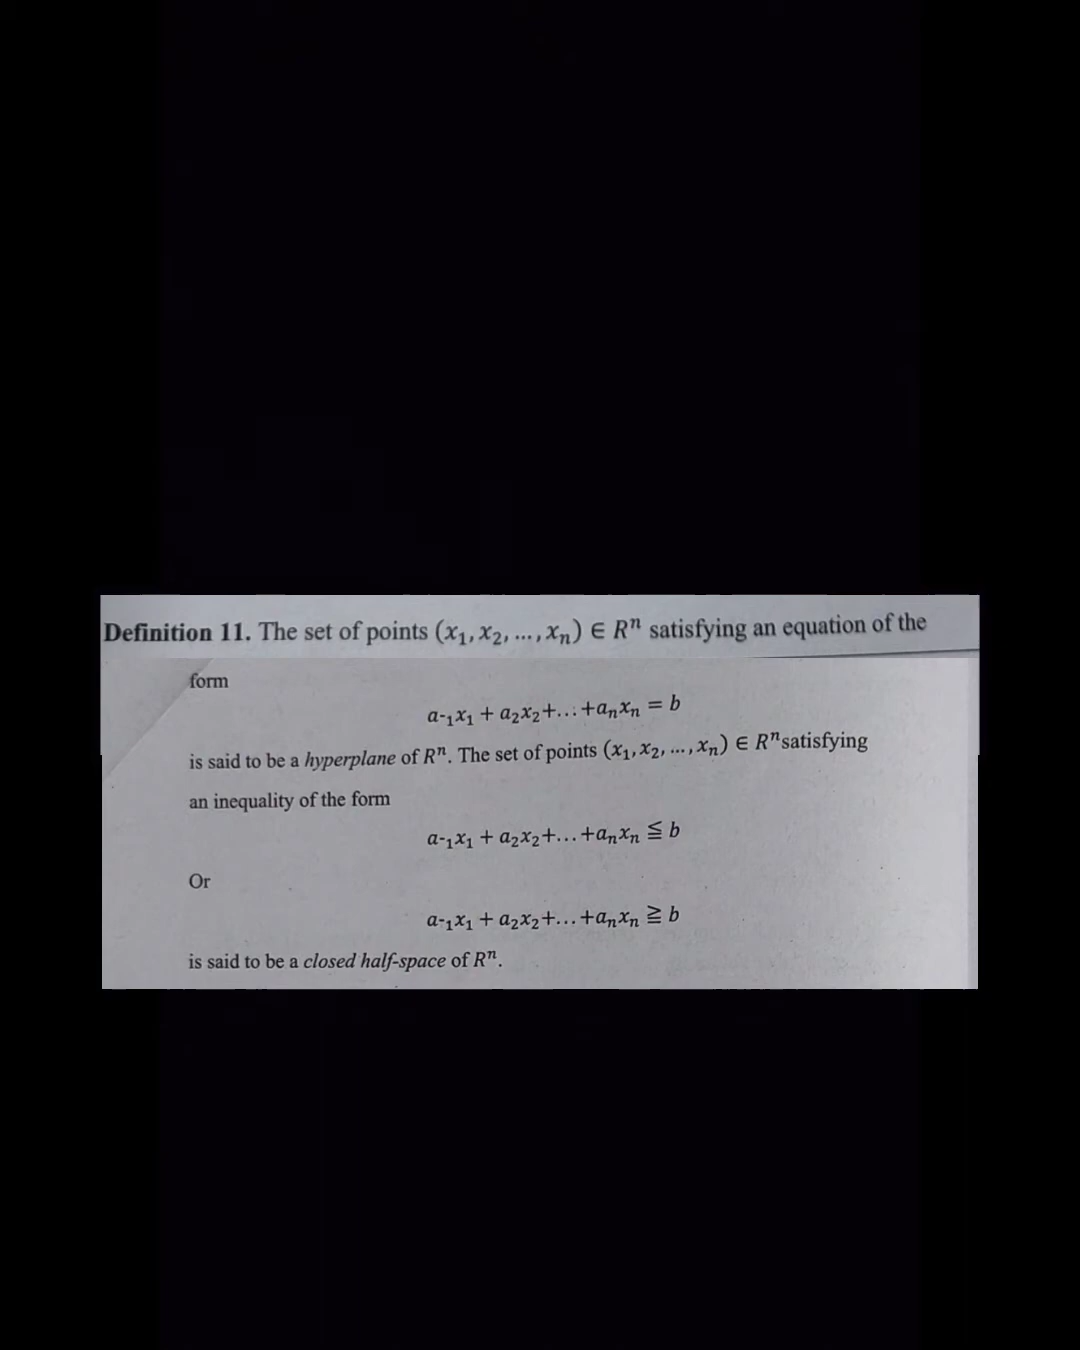 Definition 11. The set of points (x₁, x₂, ..., xₙ) ∈ Rⁿ satisfying an equation of the
form
a-₁x₁ + a₂x₂+...+aₙxₙ = b
is said to be a hyperplane of Rⁿ. The set of points (x₁, x₂, ..., xₙ) ∈ Rⁿsatisfying
an inequality of the form
a-₁x₁ + a₂x₂+...+aₙxₙ ≦ b
Or
a-₁x₁ + a₂x₂+...+aₙxₙ ≧ b
is said to be a closed half-space of Rⁿ.